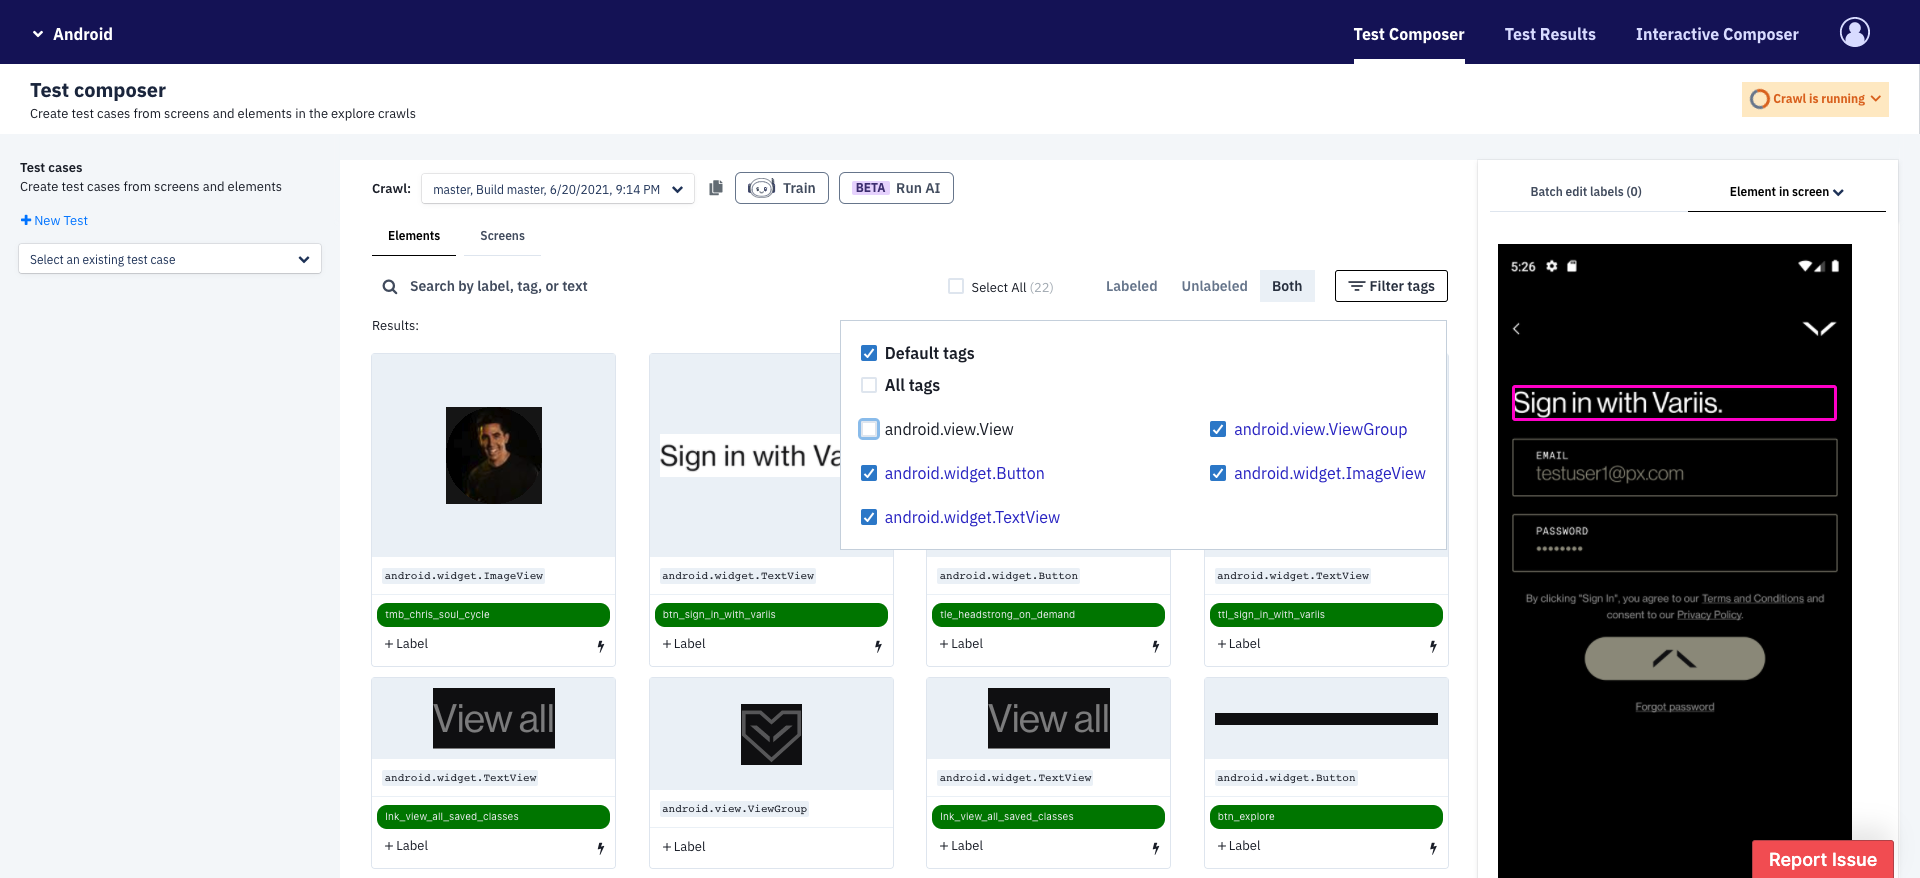 Android
Test Composer
Test Results
Interactive Composer
Test composer
Create test cases from screens and elements in the explore crawls
Crawl is running
Test cases
Create test cases from screens and elements
New Test
Select an existing test case
Crawl:
master, Build master, 6/20/2021, 9:14 PM
Train
BETA Run AI
Elements
Screens
Search by label, tag, or text
Select All (22)
Labeled
Unlabeled
Both
Filter tags
Results:
Default tags
All tags
android.view.View
android.view.ViewGroup
android.widget.Button
android.widget.ImageView
android.widget.TextView
Sign in with Va
android.widget.ImageView
android.widget.TextView
android.widget.Button
android.widget.TextView
tmb_chris_soul_cycle
btn_sign_in_with_variis
tle_headstrong_on_demand
ttl_sign_in_with_variis
+ Label
+ Label
+ Label
+ Label
View all
View all
android.widget.TextView
android.view.ViewGroup
android.widget.TextView
android.widget.Button
lnk_view_all_saved_classes
lnk_view_all_saved_classes
btn_explore
+ Label
+ Label
+ Label
+ Label
Batch edit labels (0)
Element in screen
5:26
Sign in with Variis.
EMAIL
testuser1@px.com
PASSWORD
••••••••
By clicking "Sign In", you agree to our Terms and Conditions and
consent to our Privacy Policy.
Forgot password
Report Issue